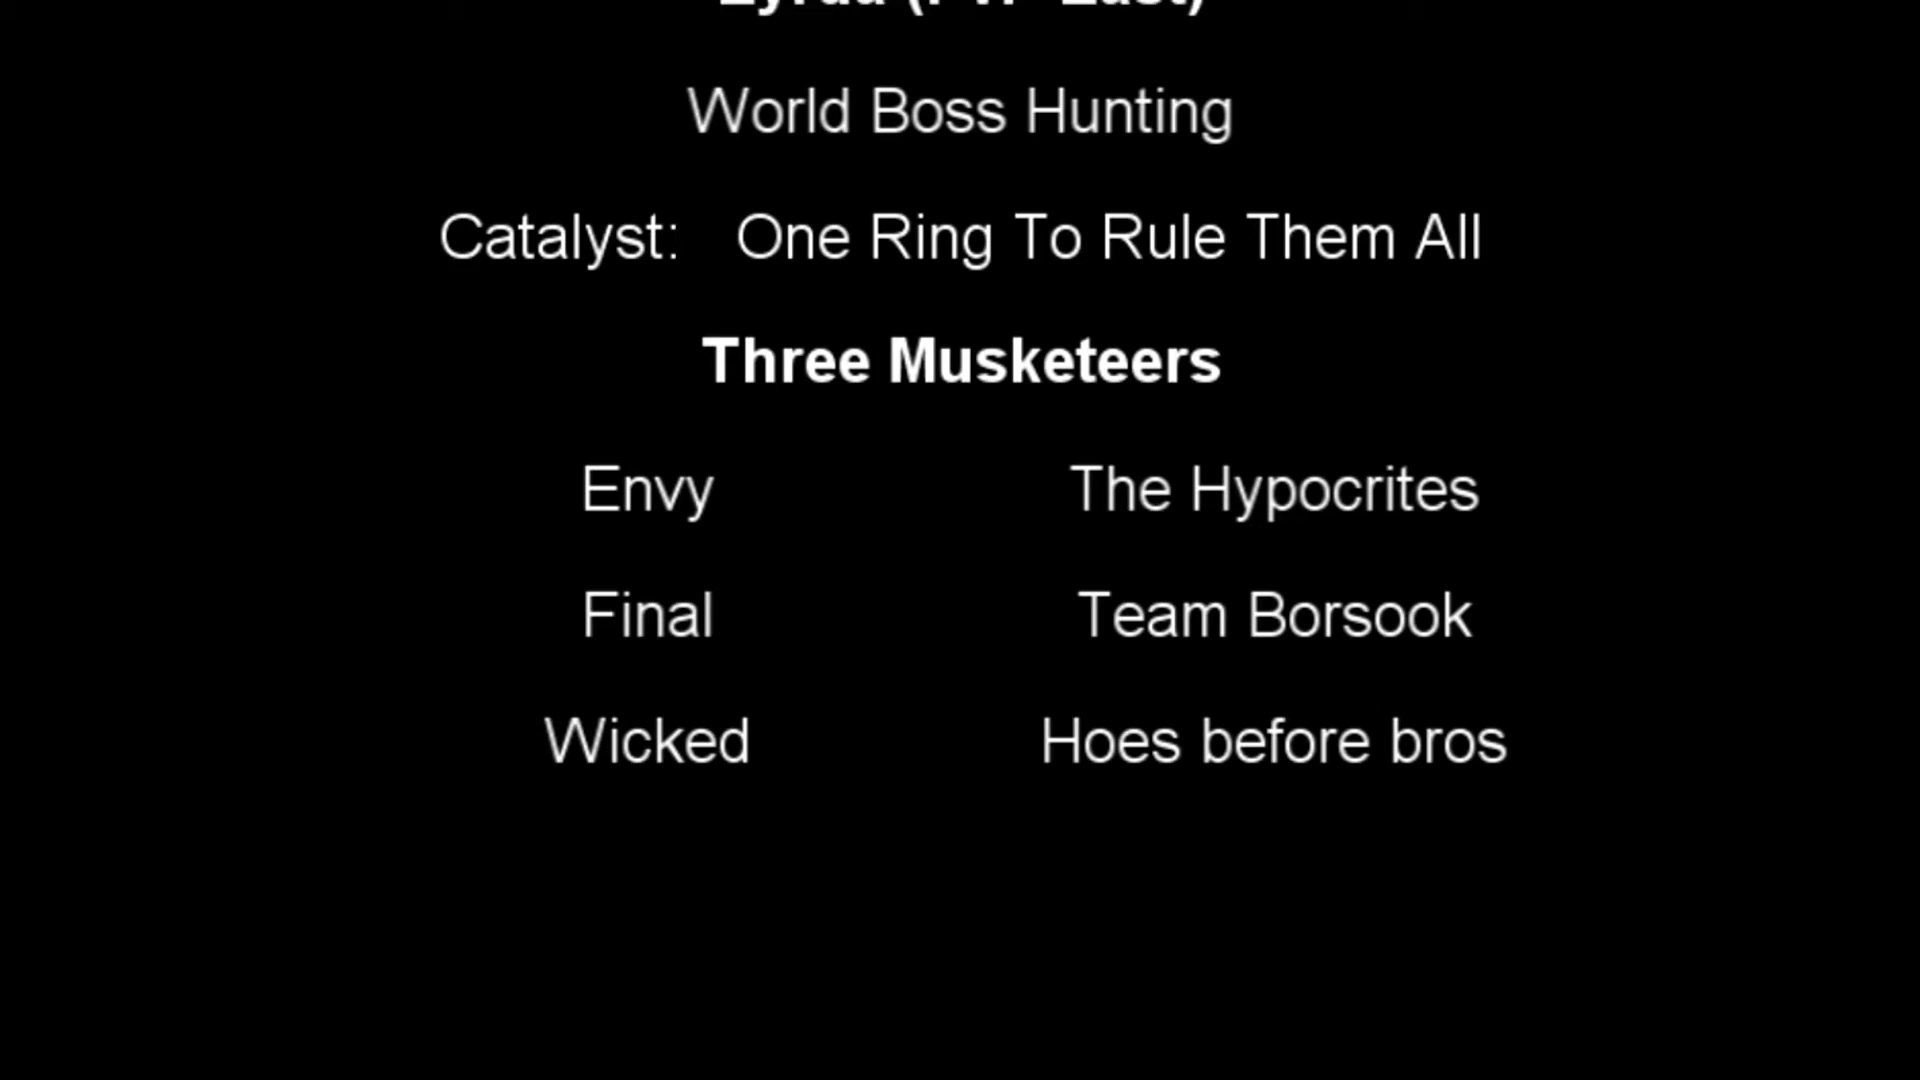 World Boss Hunting
Catalyst: One Ring To Rule Them All
Three Musketeers
Envy The Hypocrites
Final Team Borsook
Wicked Hoes before bros